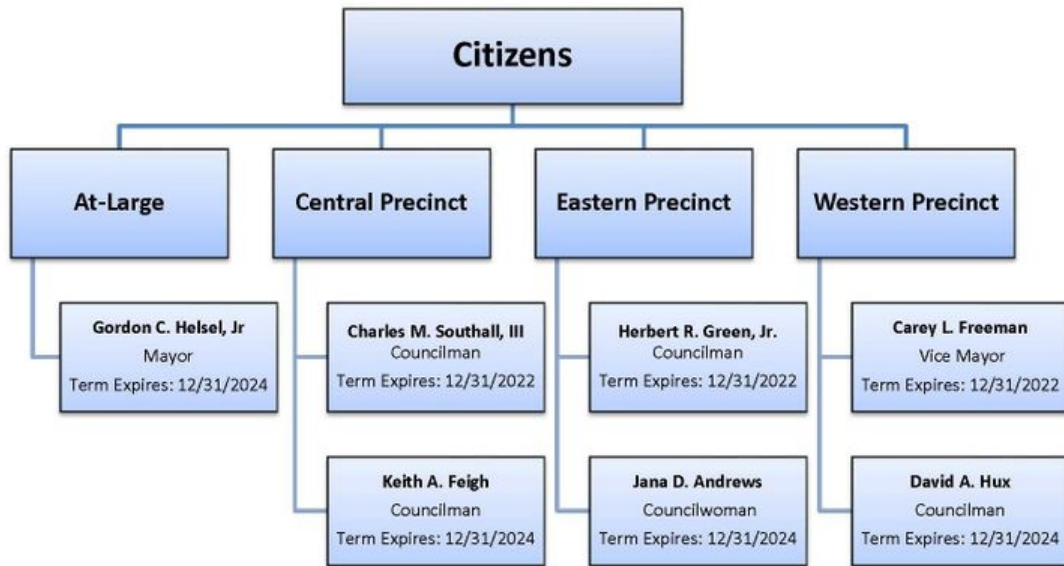 Citizens
At-Large
Central Precinct
Eastern Precinct
Western Precinct
Gordon C. Helsel, Jr
Mayor
Term Expires: 12/31/2024
Charles M. Southall, III
Councilman
Term Expires: 12/31/2022
Herbert R. Green, Jr.
Councilman
Term Expires: 12/31/2022
Carey L. Freeman
Vice Mayor
Term Expires: 12/31/2022
Keith A. Feigh
Councilman
Term Expires: 12/31/2024
Jana D. Andrews
Councilwoman
Term Expires: 12/31/2024
David A. Hux
Councilman
Term Expires: 12/31/2024